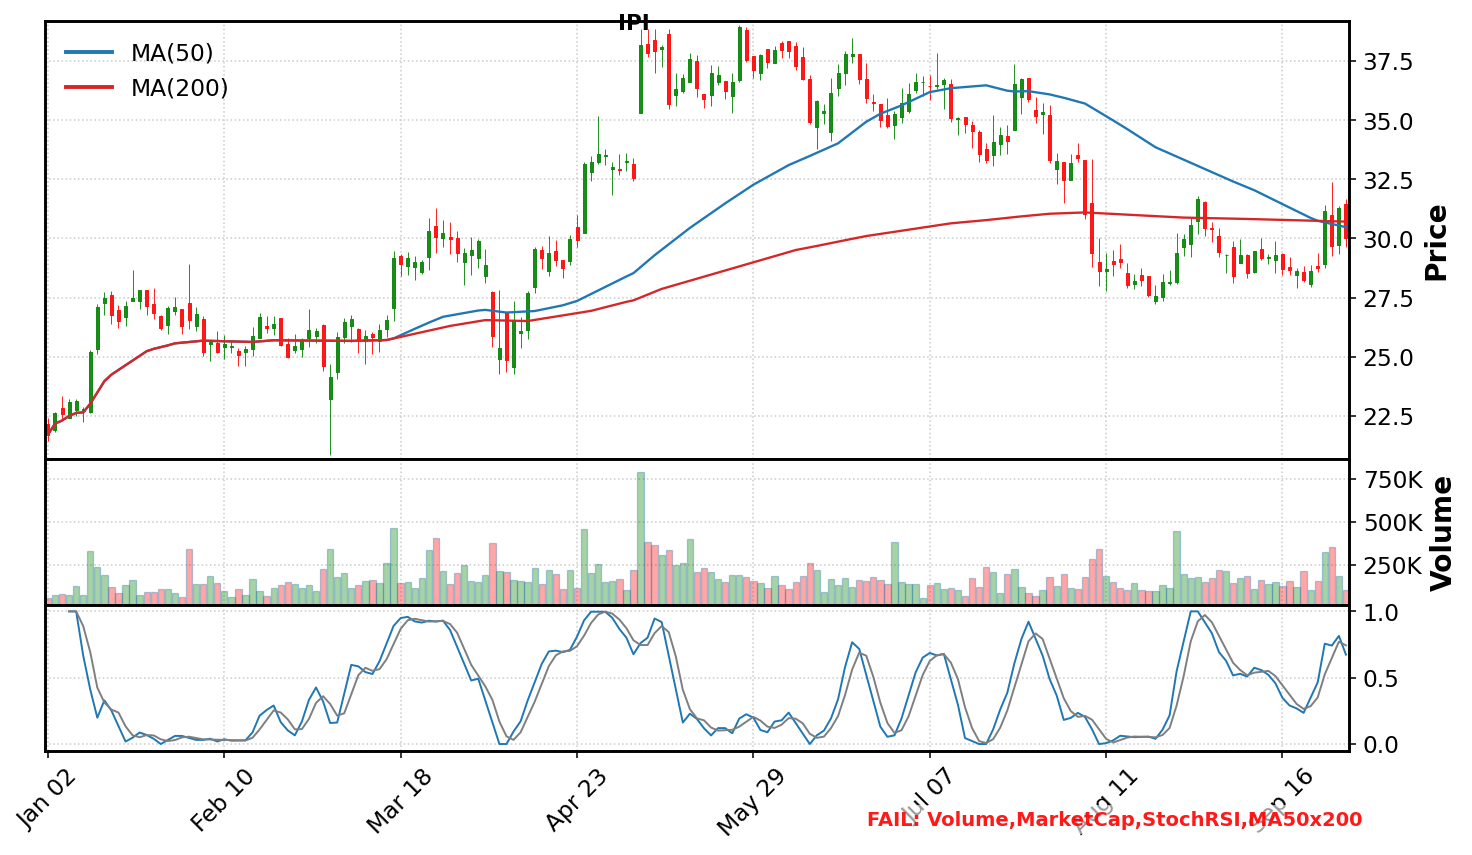 IPI
MA(50)
MA(200)
37.5
35.0
32.5
30.0
27.5
25.0
22.5
Price
750K
500K
250K
Volume
1.0
0.5
0.0
Jan 02
Feb 10
Mar 18
Apr 23
May 29
Jul 07
Aug 11
Sep 16
FAIL: Volume,MarketCap,StochRSI,MA50x200